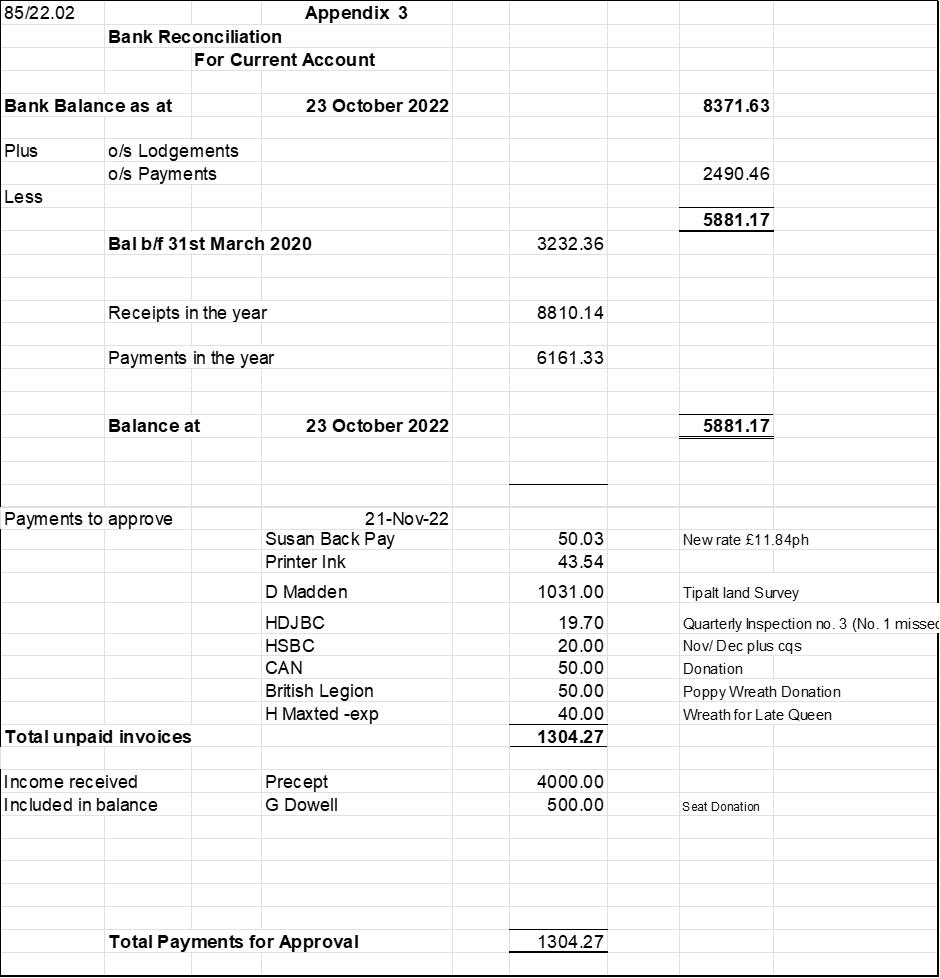 85/22.02 Appendix 3
Bank Reconciliation
For Current Account
Bank Balance as at 23 October 2022 8371.63
Plus o/s Lodgements
o/s Payments 2490.46
Less
5881.17
Bal b/f 31st March 2020 3232.36
Receipts in the year 8810.14
Payments in the year 6161.33
Balance at 23 October 2022 5881.17
Payments to approve 21-Nov-22
Susan Back Pay 50.03 New rate £11.84ph
Printer Ink 43.54
D Madden 1031.00 Tipalt land Survey
HDJBC 19.70 Quarterly Inspection no. 3 (No. 1 missed
HSBC 20.00 Nov/ Dec plus cqs
CAN 50.00 Donation
British Legion 50.00 Poppy Wreath Donation
H Maxted -exp 40.00 Wreath for Late Queen
Total unpaid invoices 1304.27
Income received Precept 4000.00
Included in balance G Dowell 500.00 Seat Donation
Total Payments for Approval 1304.27